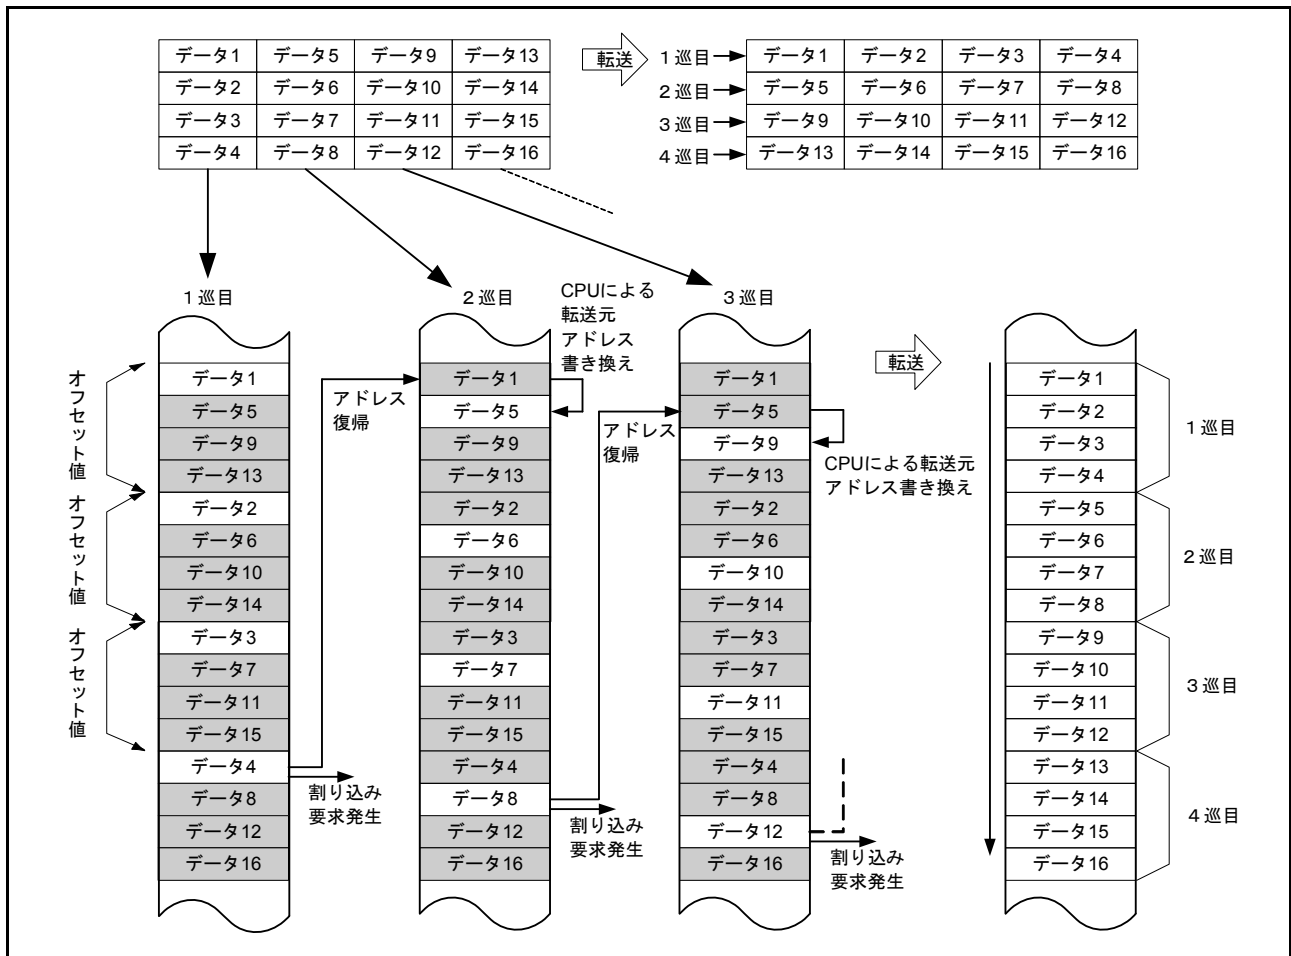 データ1 データ5 データ9 データ13
データ2 データ6 データ10 データ14
データ3 データ7 データ11 データ15
データ4 データ8 データ12 データ16
転送
1巡目 データ1 データ2 データ3 データ4
2巡目 データ5 データ6 データ7 データ8
3巡目 データ9 データ10 データ11 データ12
4巡目 データ13 データ14 データ15 データ16
1巡目
オフセット値
オフセット値
オフセット値
データ1
データ5
データ9
データ13
データ2
データ6
データ10
データ14
データ3
データ7
データ11
データ15
データ4
データ8
データ12
データ16
アドレス
復帰
割り込み
要求発生
2巡目
CPUによる
転送元
アドレス
書き換え
データ1
データ5
データ9
データ13
データ2
データ6
データ10
データ14
データ3
データ7
データ11
データ15
データ4
データ8
データ12
データ16
アドレス
復帰
割り込み
要求発生
3巡目
データ1
データ5
データ9
データ13
データ2
データ6
データ10
データ14
データ3
データ7
データ11
データ15
データ4
データ8
データ12
データ16
CPUによる転送元
アドレス書き換え
割り込み
要求発生
転送
データ1
データ2
データ3
データ4
データ5
データ6
データ7
データ8
データ9
データ10
データ11
データ12
データ13
データ14
データ15
データ16
1巡目
2巡目
3巡目
4巡目